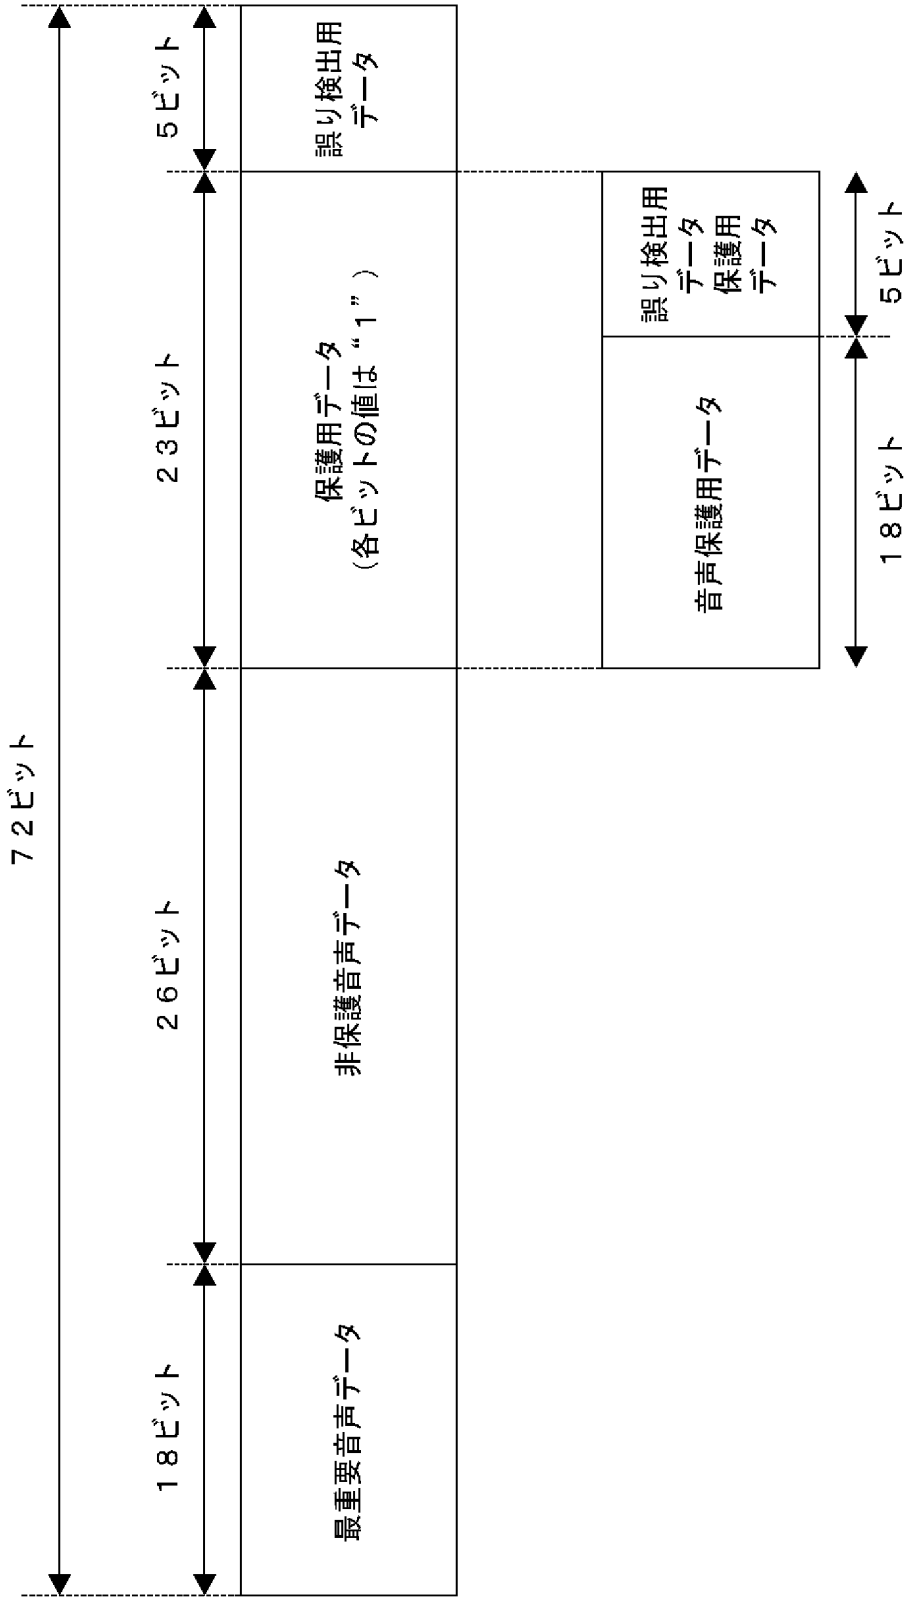 ７２ビット
１８ビット
２６ビット
２３ビット
５ビット
最重要音声データ
非保護音声データ
保護用データ
（各ビットの値は“１”）
誤り検出用
データ
音声保護用データ
誤り検出用
データ
保護用
データ
１８ビット
５ビット